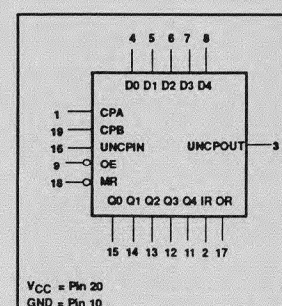 4 5 6 7 8
D0 D1 D2 D3 D4
1 CPA
19 CPB
16 UNCPIN
UNCPOUT 3
9 OE
18 MR
Q0 Q1 Q2 Q3 Q4 IR OR
15 14 13 12 11 2 17
VCC = Pin 20
GND = Pin 10